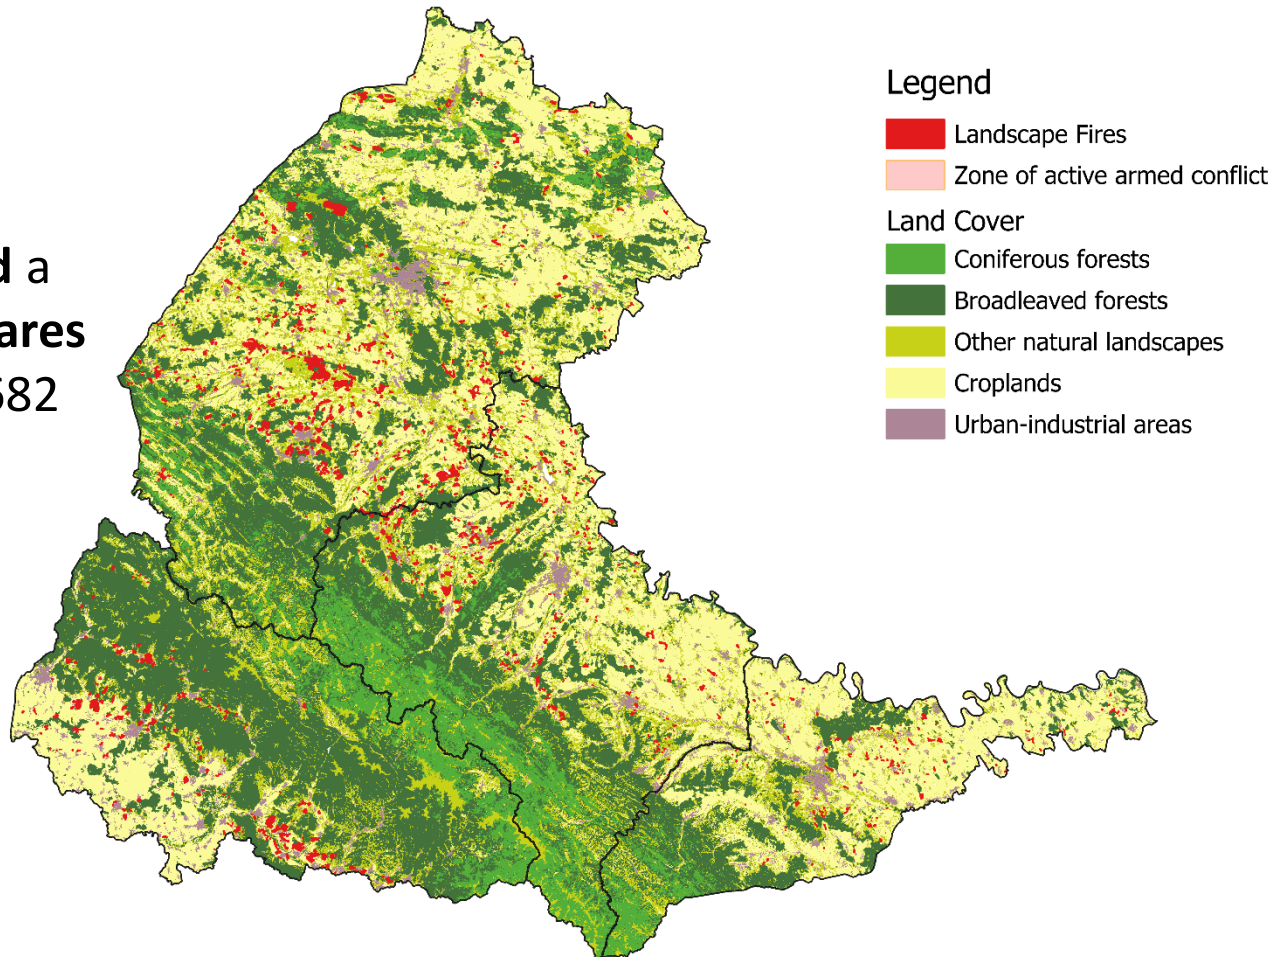 d a
ares
682
Legend
Landscape Fires
Zone of active armed conflict
Land Cover
Coniferous forests
Broadleaved forests
Other natural landscapes
Croplands
Urban-industrial areas